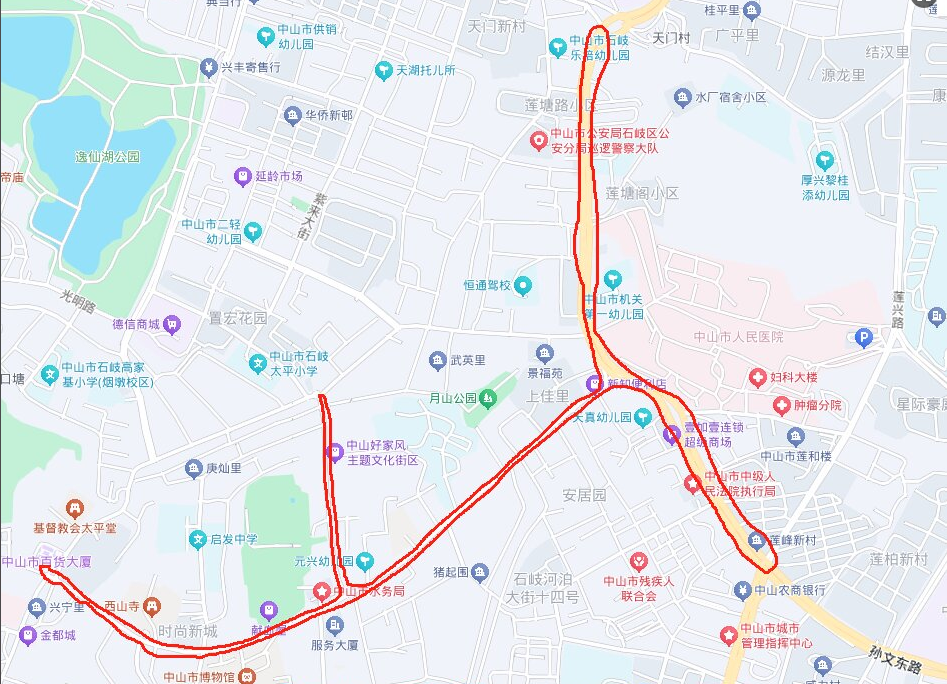 典当行
桂平里
中山市供销
幼儿园
天门新村
中山市石岐
乐培幼儿园
天门村
广平里
结汉里
兴丰寄售行
天湖托儿所
源龙里
康
莲塘路小区
水厂宿舍小区
华侨新邨
中山市公安局石岐区公
安分局巡逻警察大队
逸仙湖公园
帝庙
延龄市场
厚兴黎桂
添幼儿园
紫来大街
莲塘阁小区
中山市二轻
幼儿园
恒通驾校
中山市机关
第一幼儿园
光明路
莲兴路
德信商城
置宏花园
中山市人民医院
中山市石岐高家
基小学(烟墩校区)
中山市石岐
太平小学
武英里
景福苑
口塘
妇科大楼
新知便利店
月山公园
上佳里
肿瘤分院
星际豪庭
天真幼儿园
壹加壹连锁
超级商场
中山好家风
主题文化街区
中山市莲和楼
庚灿里
中山市中级人
民法院执行局
安居园
基督教会太平堂
启发中学
莲峰新村
中山市百货大厦
元兴幼儿园
莲柏新村
猪起围
石岐河泊
大街十四号
中山市残疾人
联合会
中山市水务局
中山农商银行
兴宁里
西山寺
时尚新城
金都城
服务大厦
中山市城市
管理指挥中心
孙文东路
中山市博物馆